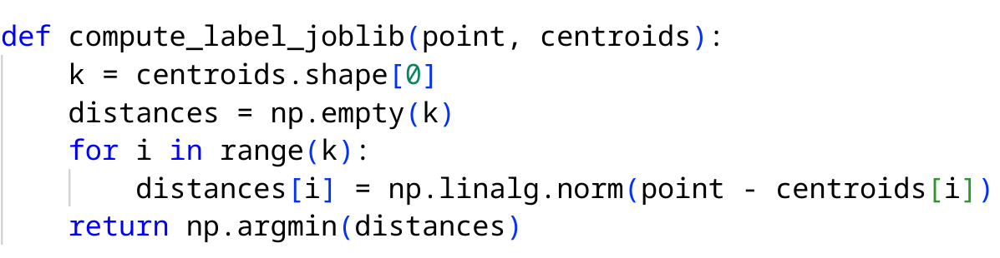 def compute_label_joblib(point, centroids):
    k = centroids.shape[0]
    distances = np.empty(k)
    for i in range(k):
        distances[i] = np.linalg.norm(point - centroids[i])
    return np.argmin(distances)